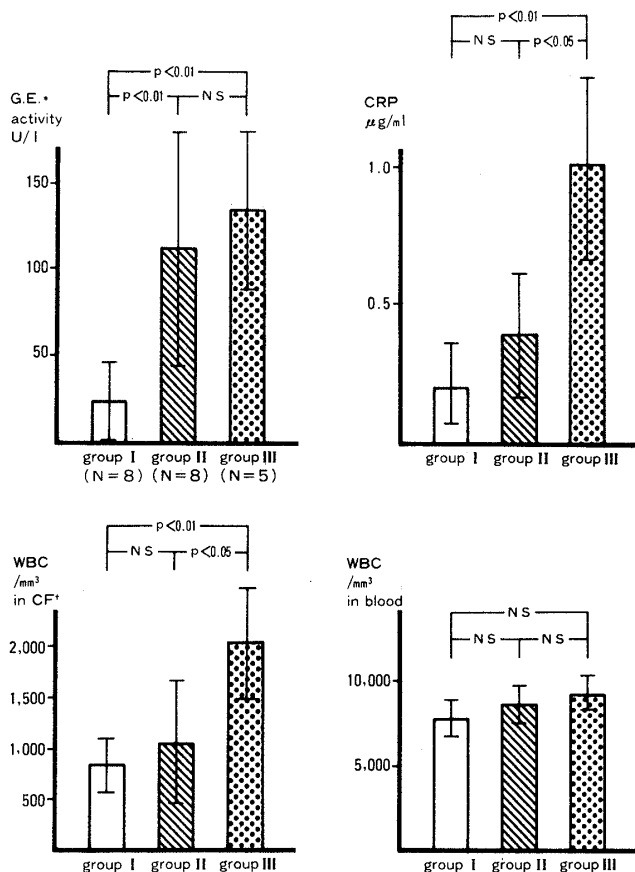 p<0.01
p<0.01 NS
G.E.*
activity
U/l
150
100
50
group I group II group III
(N=8) (N=8) (N=5)
p<0.01
NS p<0.05
CRP
μg/ml
1.0
0.5
group I group II group III
p<0.01
NS p<0.05
WBC
/mm³
in CF†
2,000
1,500
1,000
500
group I group II group III
WBC
/mm³
in blood
NS
NS NS
10,000
5,000
group I group II group III